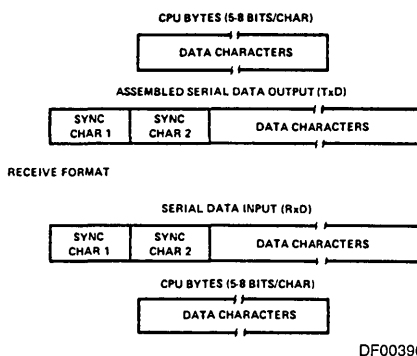 CPU BYTES (5-8 BITS/CHAR)
DATA CHARACTERS
ASSEMBLED SERIAL DATA OUTPUT (TxD)
SYNC CHAR 1
SYNC CHAR 2
DATA CHARACTERS
RECEIVE FORMAT
SERIAL DATA INPUT (RxD)
SYNC CHAR 1
SYNC CHAR 2
DATA CHARACTERS
CPU BYTES (5-8 BITS/CHAR)
DATA CHARACTERS